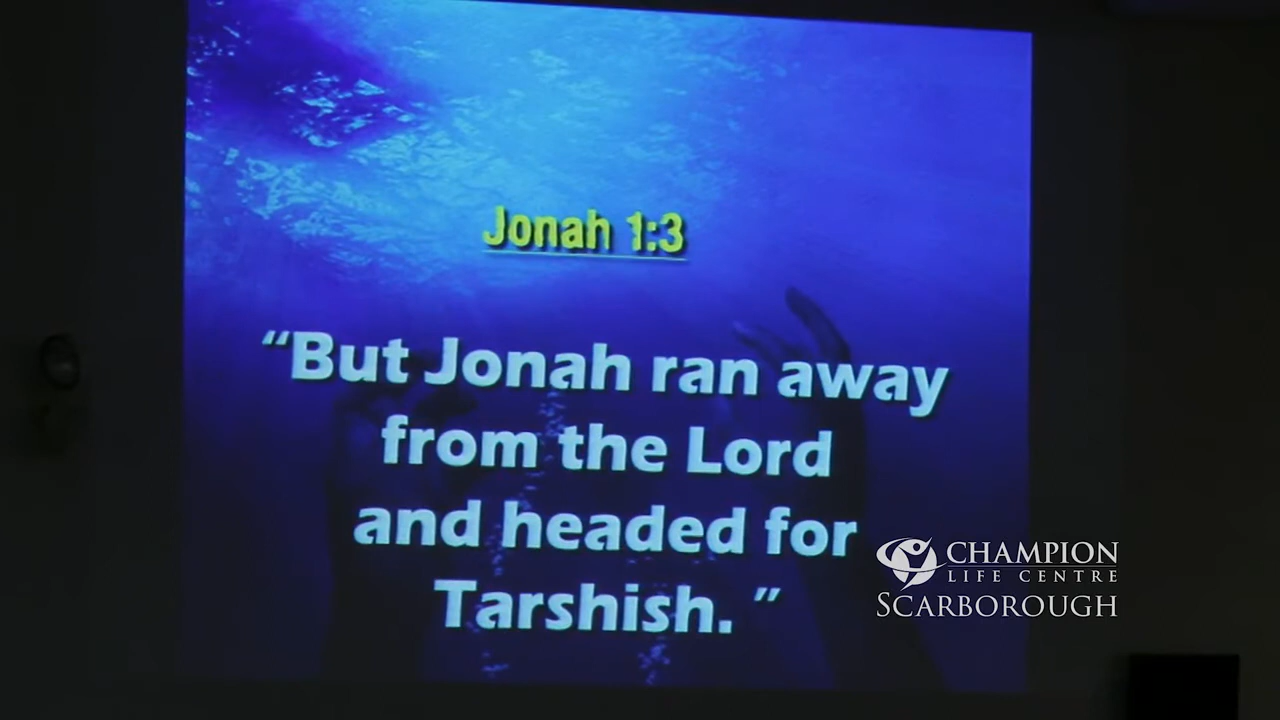 Jonah 1:3
“But Jonah ran away
from the Lord
and headed for
Tarshish. ”
CHAMPION
LIFE CENTRE
SCARBOROUGH